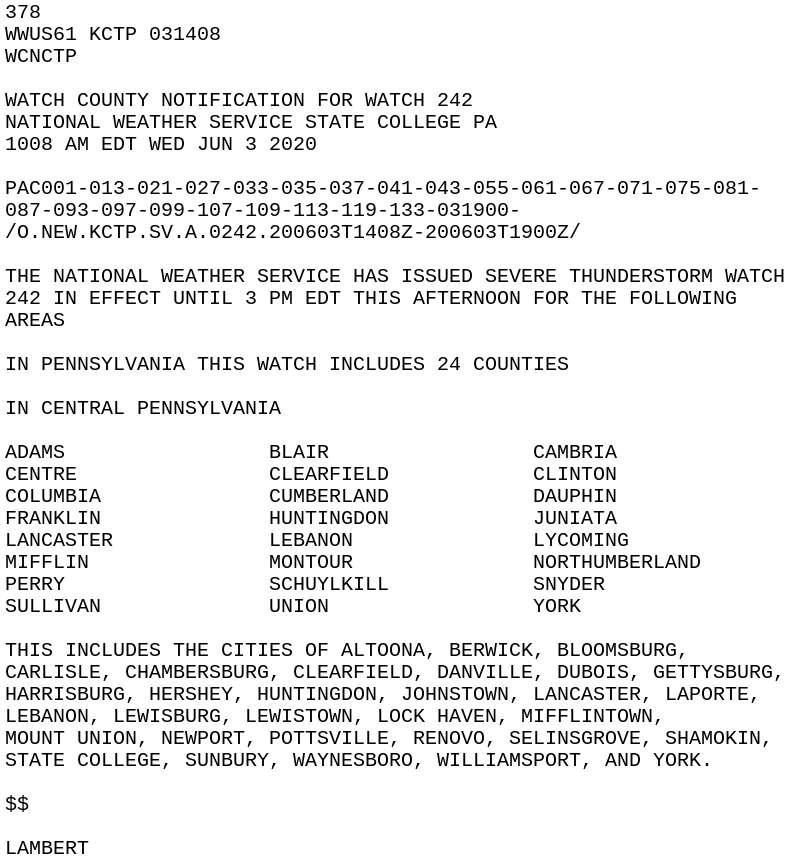 378
WWUS61 KCTP 031408
WCNCTP

WATCH COUNTY NOTIFICATION FOR WATCH 242
NATIONAL WEATHER SERVICE STATE COLLEGE PA
1008 AM EDT WED JUN 3 2020

PAC001-013-021-027-033-035-037-041-043-055-061-067-071-075-081-
087-093-097-099-107-109-113-119-133-031900-
/O.NEW.KCTP.SV.A.0242.200603T1408Z-200603T1900Z/

THE NATIONAL WEATHER SERVICE HAS ISSUED SEVERE THUNDERSTORM WATCH
242 IN EFFECT UNTIL 3 PM EDT THIS AFTERNOON FOR THE FOLLOWING
AREAS

IN PENNSYLVANIA THIS WATCH INCLUDES 24 COUNTIES

IN CENTRAL PENNSYLVANIA

ADAMS                 BLAIR                 CAMBRIA
CENTRE                CLEARFIELD            CLINTON
COLUMBIA              CUMBERLAND            DAUPHIN
FRANKLIN              HUNTINGDON            JUNIATA
LANCASTER             LEBANON               LYCOMING
MIFFLIN               MONTOUR               NORTHUMBERLAND
PERRY                 SCHUYLKILL            SNYDER
SULLIVAN              UNION                 YORK

THIS INCLUDES THE CITIES OF ALTOONA, BERWICK, BLOOMSBURG,
CARLISLE, CHAMBERSBURG, CLEARFIELD, DANVILLE, DUBOIS, GETTYSBURG,
HARRISBURG, HERSHEY, HUNTINGDON, JOHNSTOWN, LANCASTER, LAPORTE,
LEBANON, LEWISBURG, LEWISTOWN, LOCK HAVEN, MIFFLINTOWN,
MOUNT UNION, NEWPORT, POTTSVILLE, RENOVO, SELINSGROVE, SHAMOKIN,
STATE COLLEGE, SUNBURY, WAYNESBORO, WILLIAMSPORT, AND YORK.

$$

LAMBERT